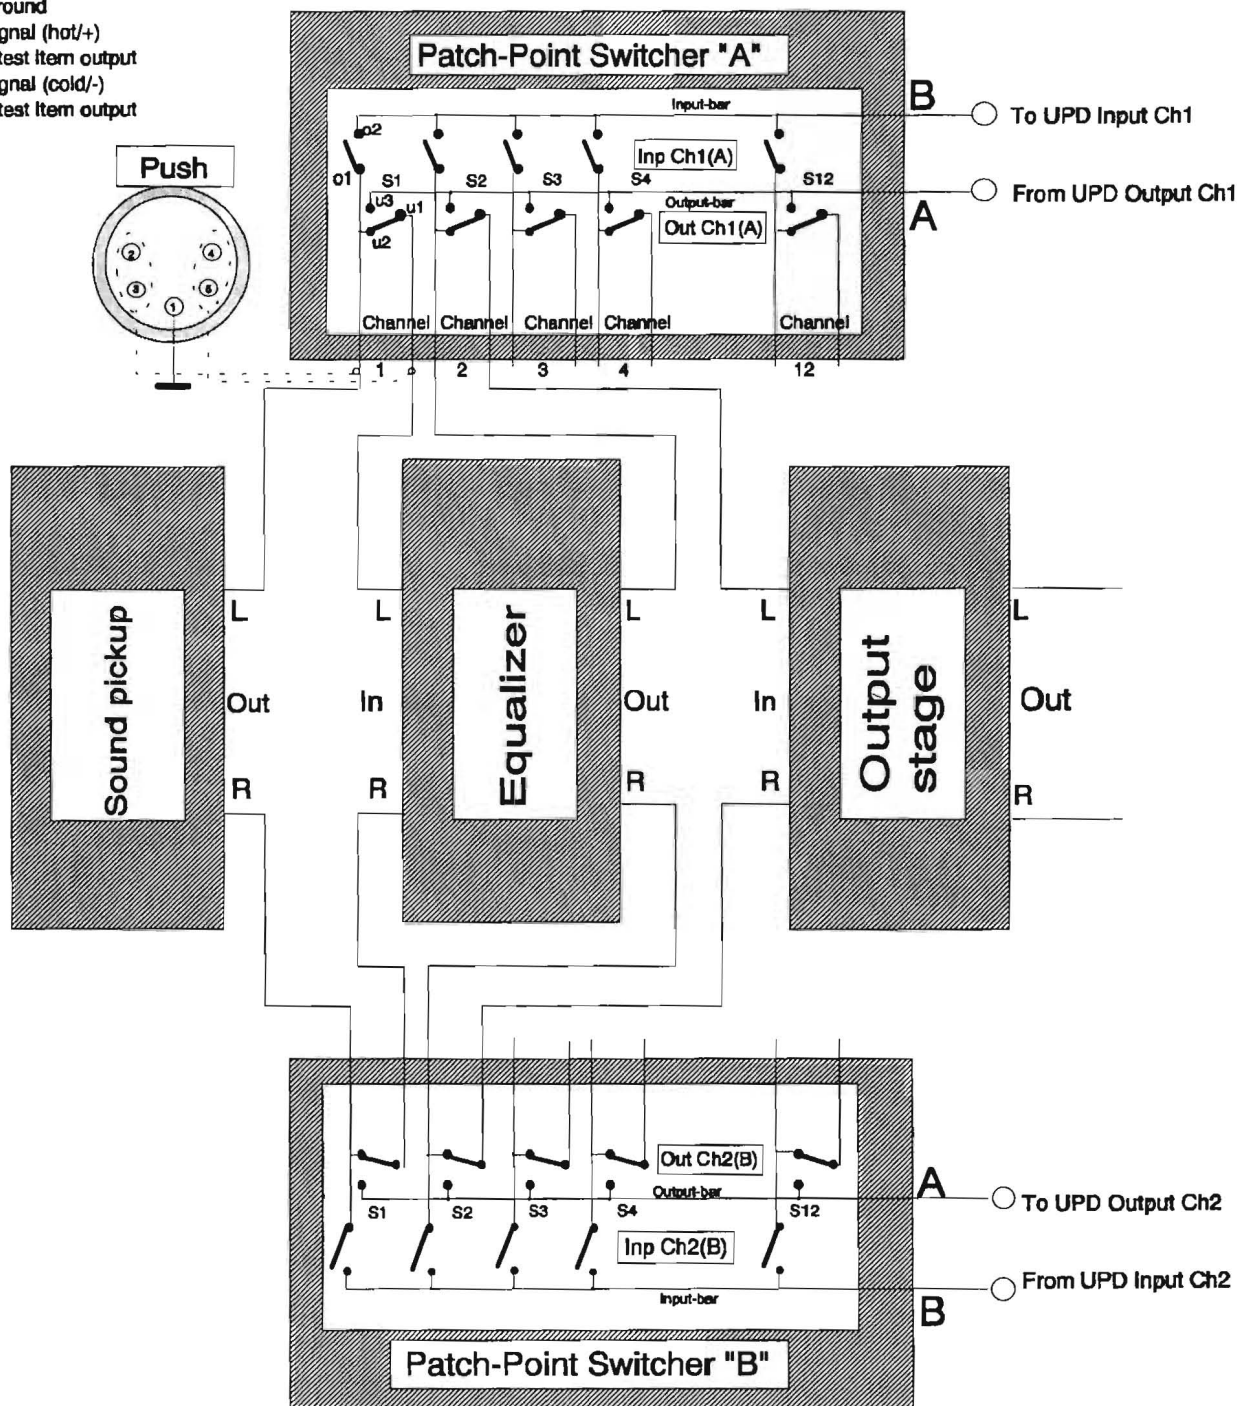 round
gnal (hot/+)
test item output
gnal (cold/-)
test item output
Push
2
4
3
5
1
Patch-Point Switcher "A"
Input-bar
B
To UPD Input Ch1
o2
Inp Ch1(A)
o1
S1
S2
S3
S4
S12
From UPD Output Ch1
u3
u1
Output-bar
A
u2
Out Ch1(A)
Channel
Channel
Channel
Channel
Channel
1
2
3
4
12
Sound pickup
L
Out
R
L
In
R
Equalizer
L
Out
R
L
In
R
Output
stage
L
Out
R
Out Ch2(B)
A
Output-bar
To UPD Output Ch2
S1
S2
S3
S4
S12
Inp Ch2(B)
From UPD Input Ch2
Input-bar
B
Patch-Point Switcher "B"